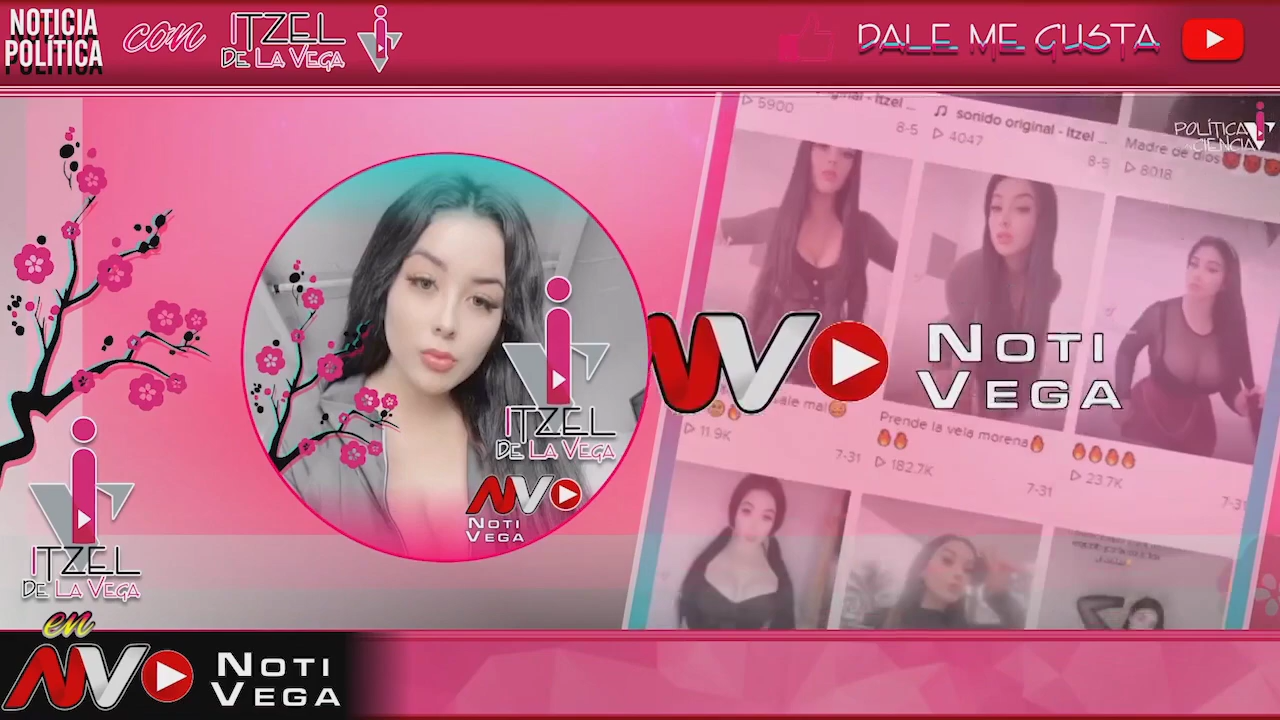 NOTICIA
POLÍTICA
con
ITZEL
DE LA VEGA
DALE ME GUSTA
5900
8-5
sonido original - Itzel ...
4047
8-5
Madre de dios
8018
POLÍTICA
CIENCIA
NOTI
VEGA
11.9K
7-31
Prende la vela morena
182.7K
7-31
23.7K
7-31
ITZEL
DE LA VEGA
NV
NOTI
VEGA
ITZEL
DE LA VEGA
en
NV
NOTI
VEGA